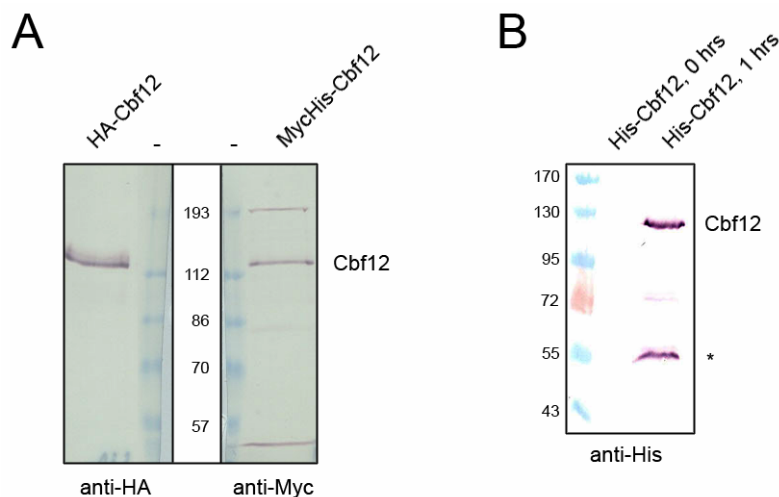 A
HA-Cbf12
-
-
MycHis-Cbf12
193
112
86
70
57
Cbf12
anti-HA
anti-Myc
B
His-Cbf12, 0 hrs
His-Cbf12, 1 hrs
170
130
95
72
55
43
Cbf12
*
anti-His